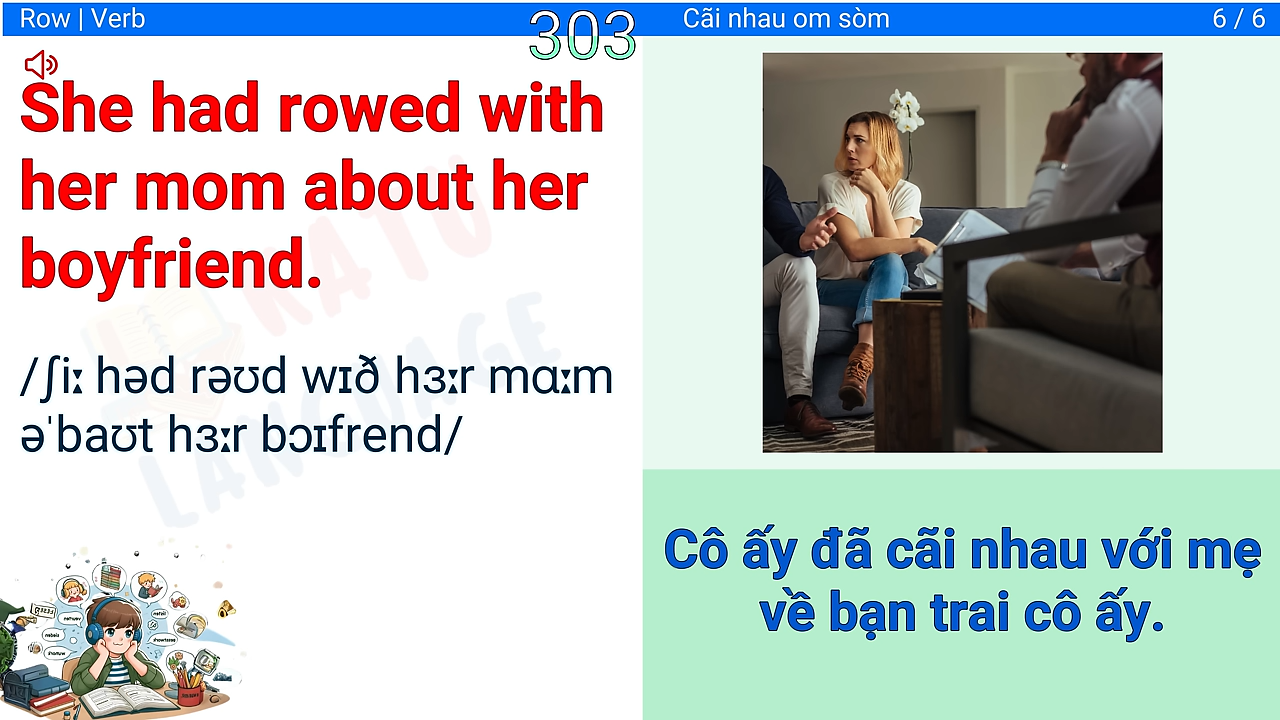 Row | Verb
303
Cãi nhau om sòm
6 / 6
She had rowed with
her mom about her
boyfriend.
/ʃiː həd rəʊd wɪð hɜːr mɑːm
əˈbaʊt hɜːr bɔɪfrend/
KATU
LANGUAGE
Cô ấy đã cãi nhau với mẹ
về bạn trai cô ấy.